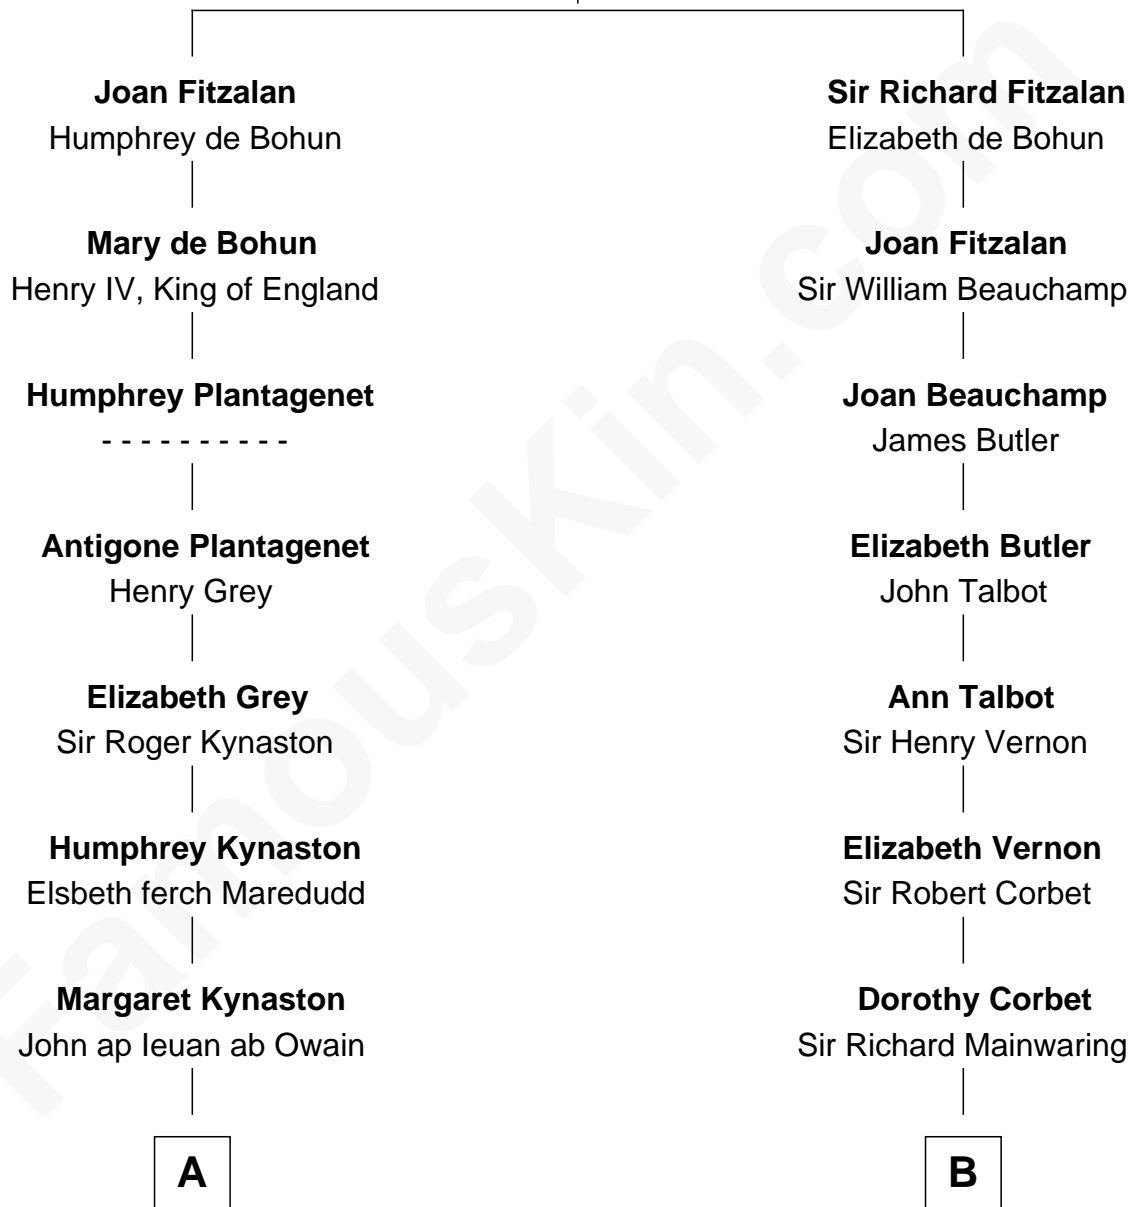 Joan Fitzalan
Humphrey de Bohun
Mary de Bohun
Henry IV, King of England
Humphrey Plantagenet
- - - - - - - - - -
Antigone Plantagenet
Henry Grey
Elizabeth Grey
Sir Roger Kynaston
Humphrey Kynaston
Elsbeth ferch Maredudd
Margaret Kynaston
John ap Ieuan ab Owain
A
Sir Richard Fitzalan
Elizabeth de Bohun
Joan Fitzalan
Sir William Beauchamp
Joan Beauchamp
James Butler
Elizabeth Butler
John Talbot
Ann Talbot
Sir Henry Vernon
Elizabeth Vernon
Sir Robert Corbet
Dorothy Corbet
Sir Richard Mainwaring
B
FamousKin.com